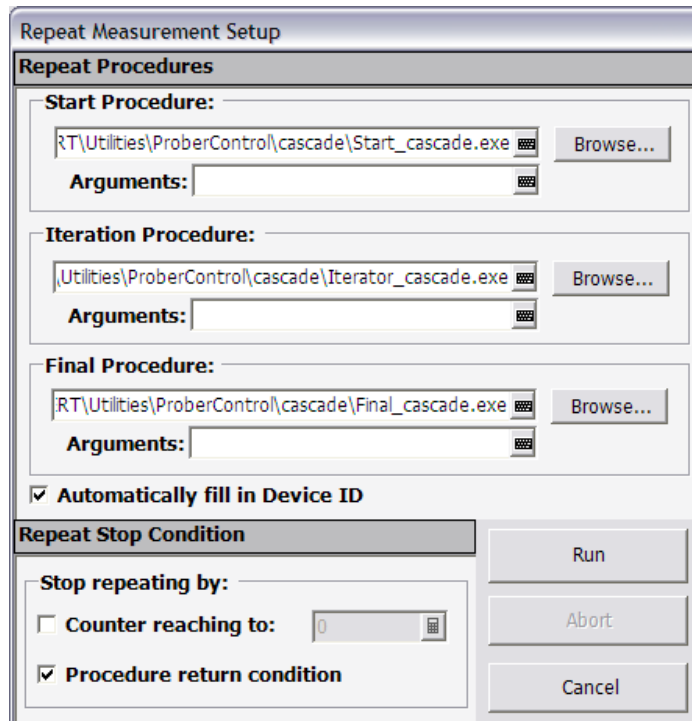 Repeat Measurement Setup
Repeat Procedures
Start Procedure:
RT\Utilities\ProberControl\cascade\Start_cascade.exe
Browse...
Arguments:
Iteration Procedure:
\Utilities\ProberControl\cascade\Iterator_cascade.exe
Browse...
Arguments:
Final Procedure:
RT\Utilities\ProberControl\cascade\Final_cascade.exe
Browse...
Arguments:
Automatically fill in Device ID
Repeat Stop Condition
Run
Stop repeating by:
Counter reaching to: 0
Abort
Procedure return condition
Cancel